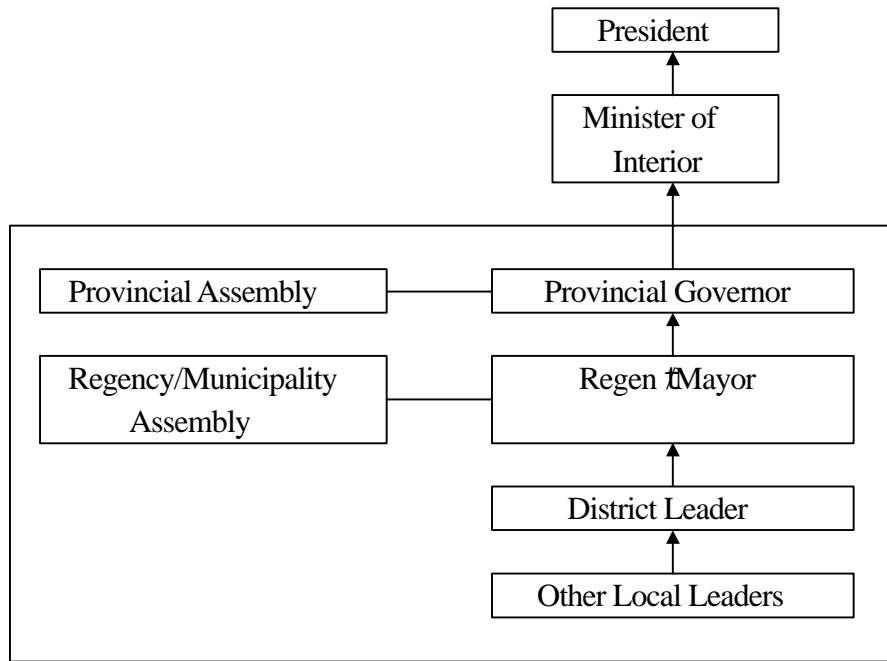 President
Minister of
Interior
Provincial Assembly
Provincial Governor
Regency/Municipality
Assembly
Regent/Mayor
District Leader
Other Local Leaders